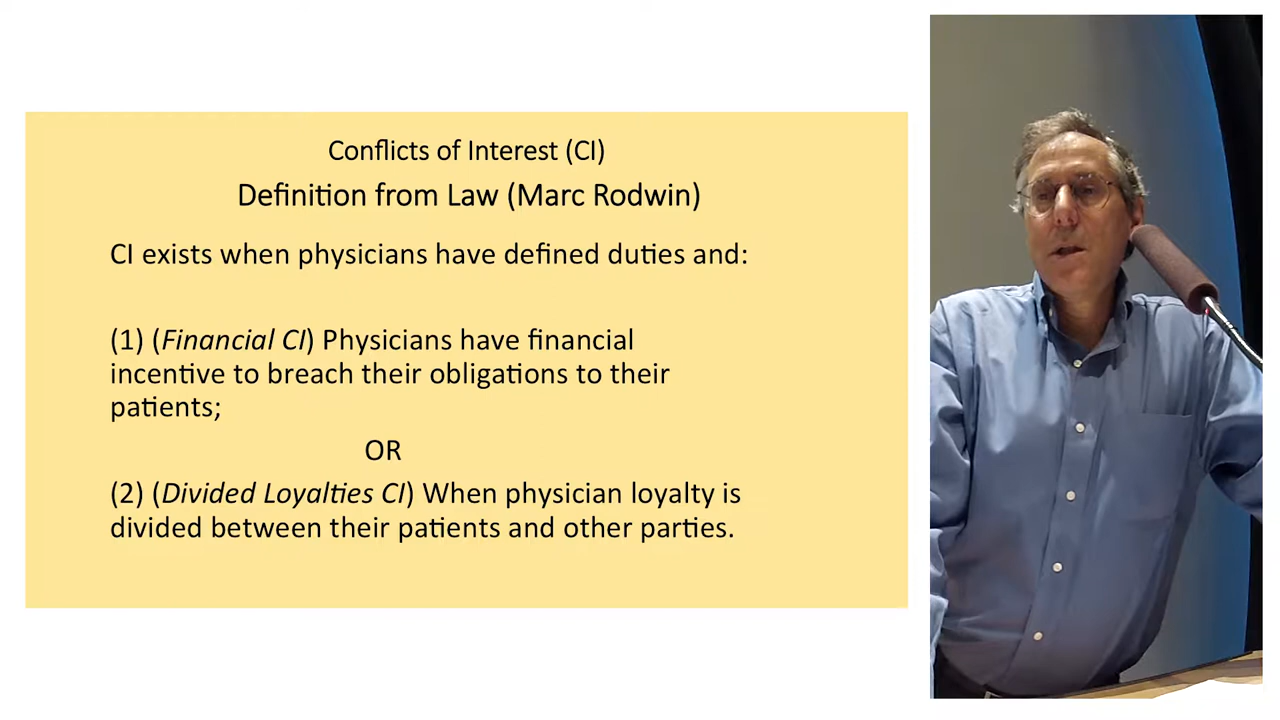 Conflicts of Interest (CI)
Definition from Law (Marc Rodwin)
CI exists when physicians have defined duties and:
(1) (Financial CI) Physicians have financial
incentive to breach their obligations to their
patients;
OR
(2) (Divided Loyalties CI) When physician loyalty is
divided between their patients and other parties.